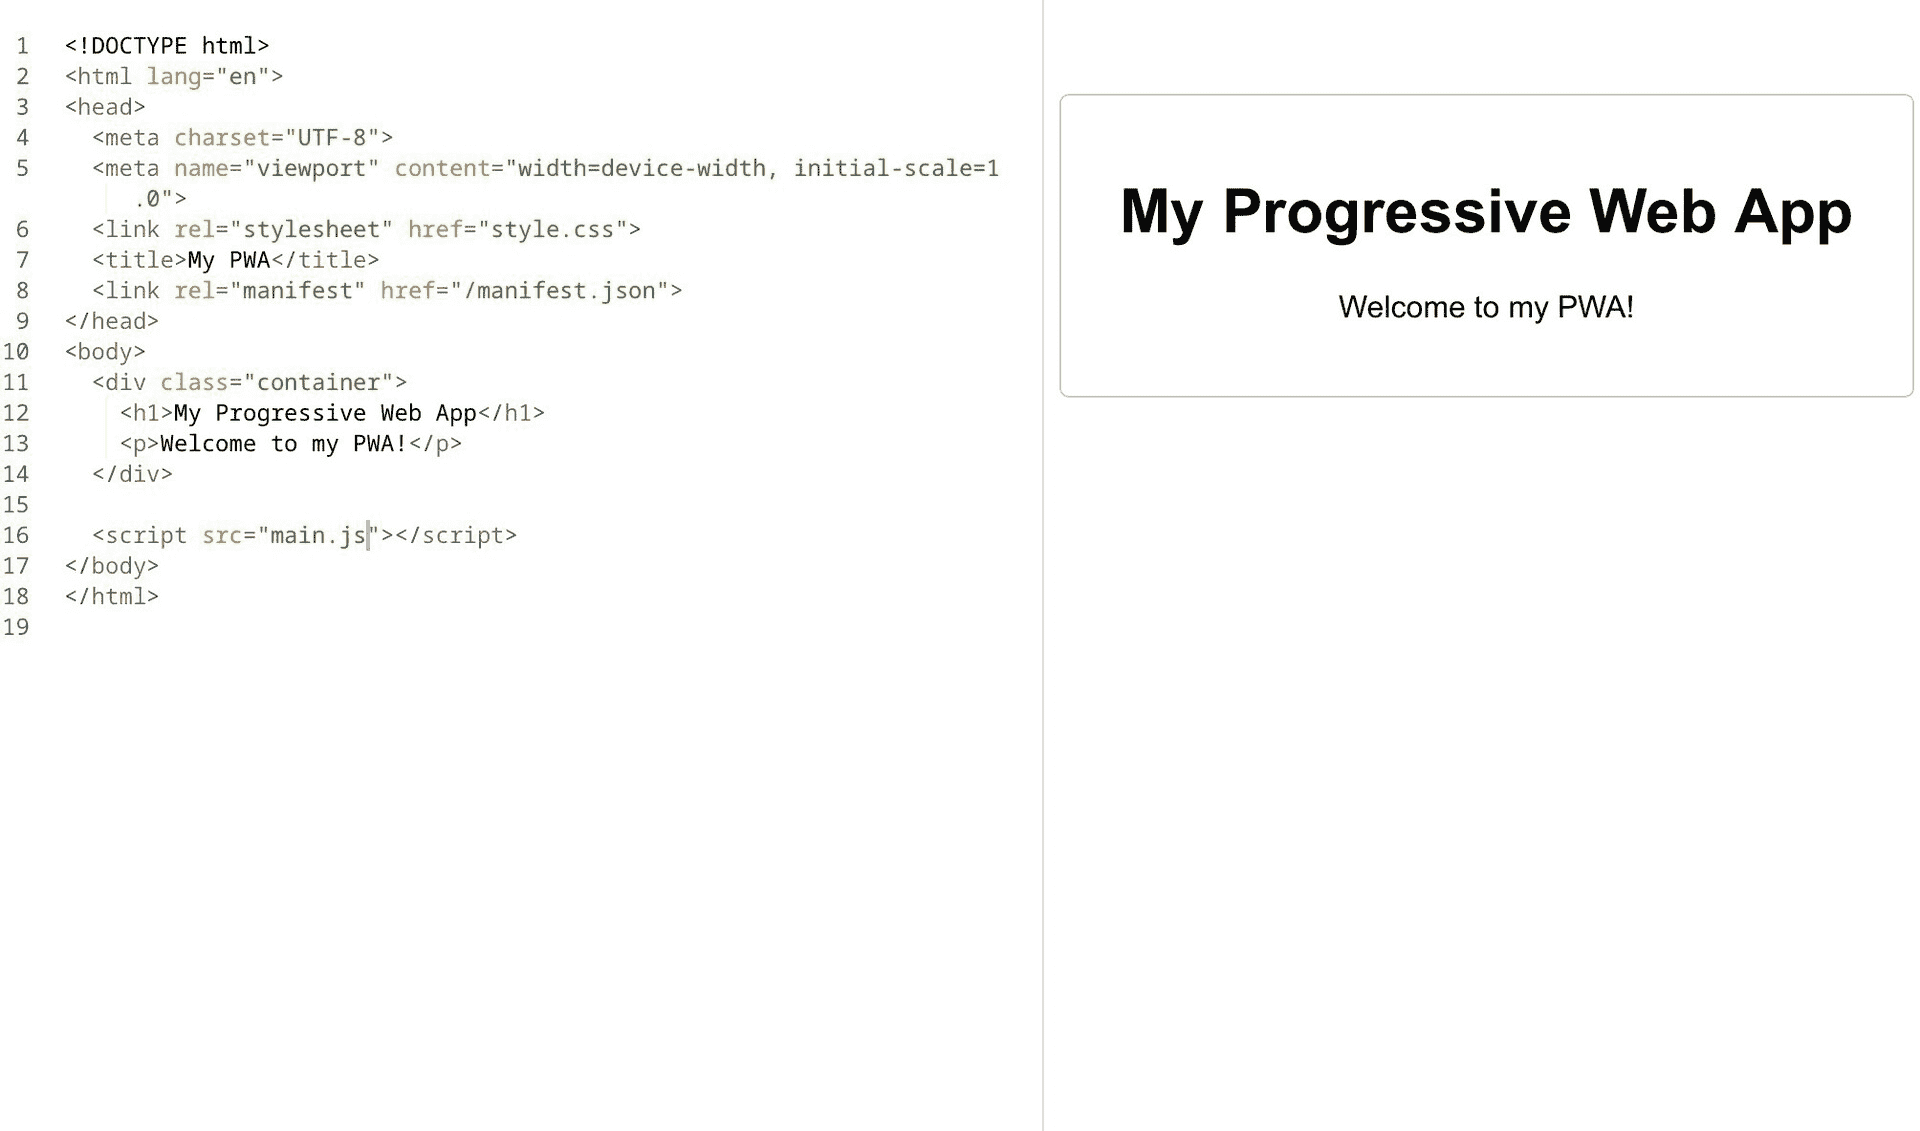 1 <!DOCTYPE html>
2 <html lang="en">
3 <head>
4 <meta charset="UTF-8">
5 <meta name="viewport" content="width=device-width, initial-scale=1
.0">
6 <link rel="stylesheet" href="style.css">
7 <title>My PWA</title>
8 <link rel="manifest" href="/manifest.json">
9 </head>
10 <body>
11 <div class="container">
12 <h1>My Progressive Web App</h1>
13 <p>Welcome to my PWA!</p>
14 </div>
15
16 <script src="main.js"></script>
17 </body>
18 </html>
19
My Progressive Web App
Welcome to my PWA!